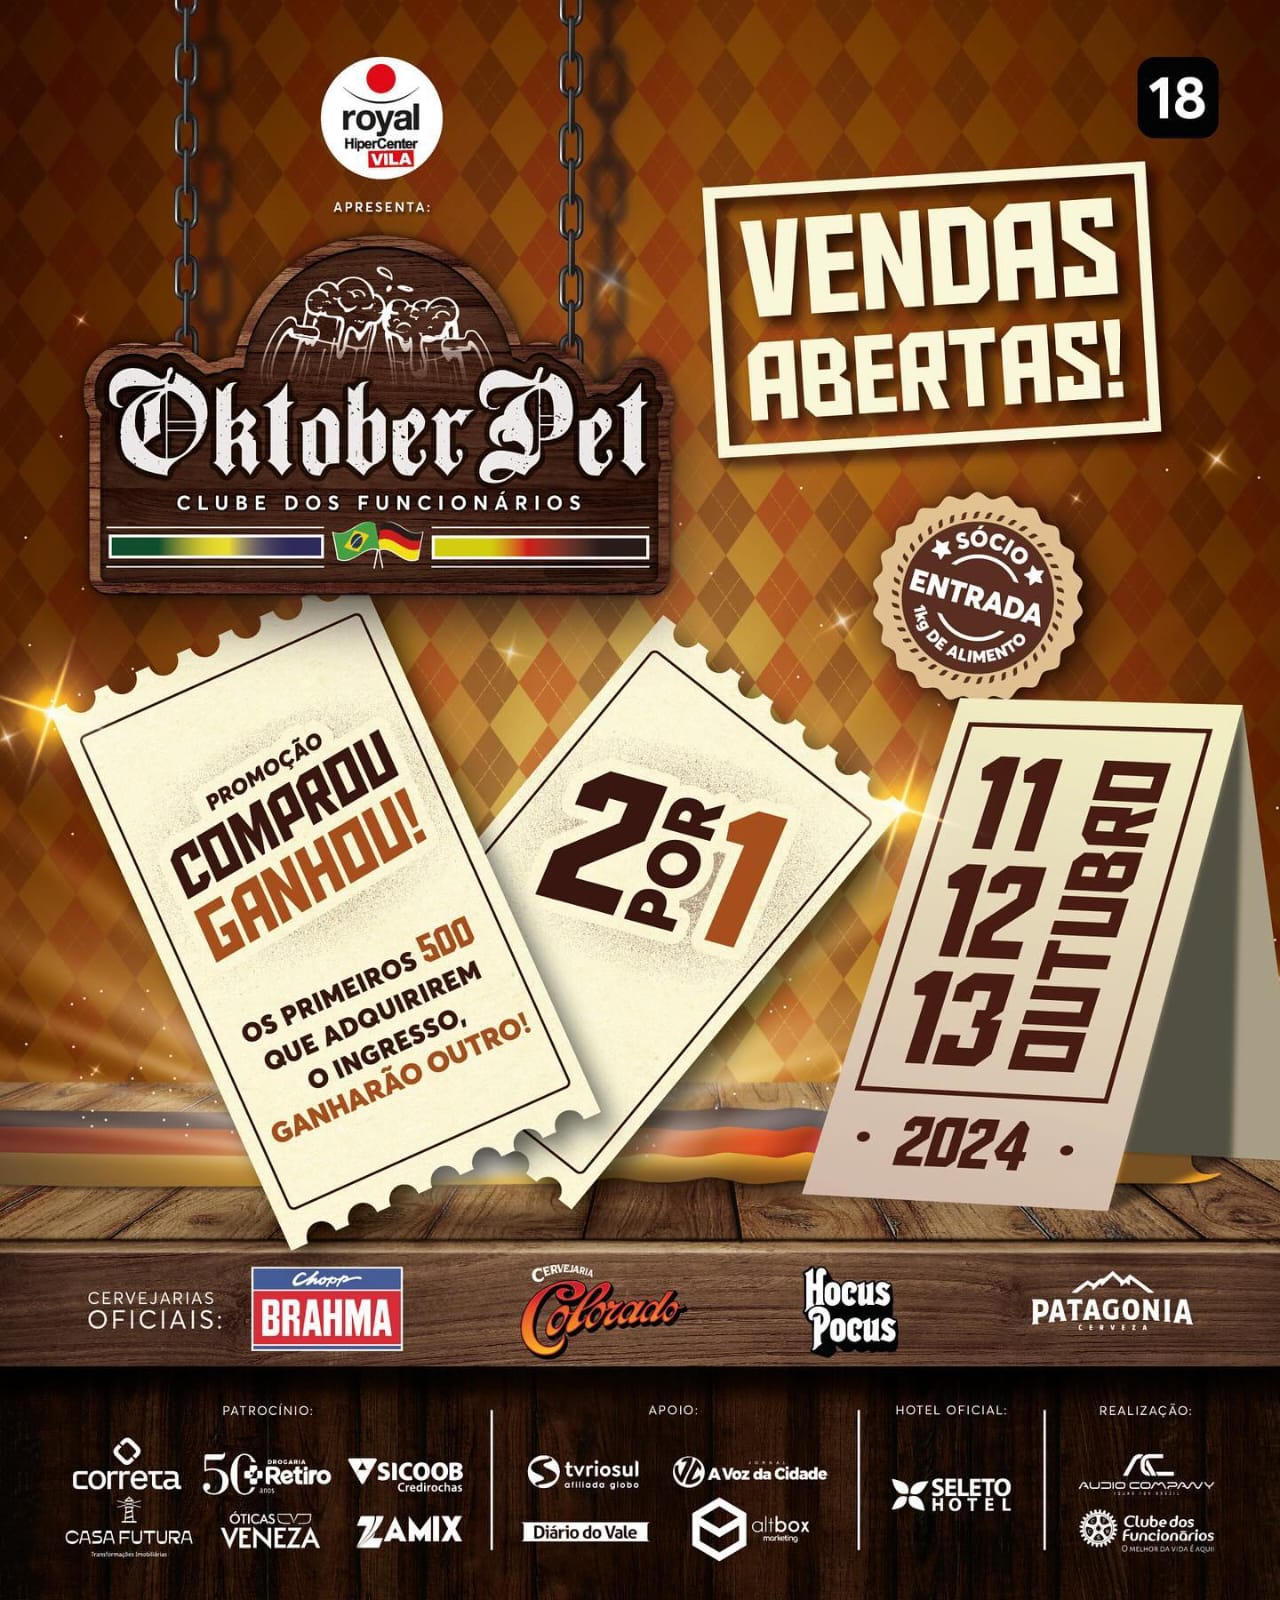 royal
HiperCenter
VILA
APRESENTA:
18
VENDAS
ABERTAS!
Oktober Pet
CLUBE DOS FUNCIONÁRIOS
SÓCIO
ENTRADA
1kg DE ALIMENTO
PROMOÇÃO
COMPROU
GANHOU!
OS PRIMEIROS 500
QUE ADQUIRIREM
O INGRESSO,
GANHARÃO OUTRO!
2 POR 1
11
12
13
OUTUBRO
• 2024 •
CERVEJARIAS
OFICIAIS:
Chopp
BRAHMA
CERVEJARIA
Colorado
Hocus
Pocus
PATAGONIA
CERVEZA
PATROCÍNIO:
correta
50 anos
DROGARIA
Retiro
SICOOB
Credirochas
CASA FUTURA
Transformações Imobiliárias
ÓTICAS
VENEZA
ZAMIX
APOIO:
tvriosul
afiliada globo
JORNAL
A Voz da Cidade
Diário do Vale
altbox
marketing
HOTEL OFICIAL:
SELETO
HOTEL
REALIZAÇÃO:
AUDIO COMPANY
Clube dos
Funcionários
O MELHOR DA VIDA É AQUI!